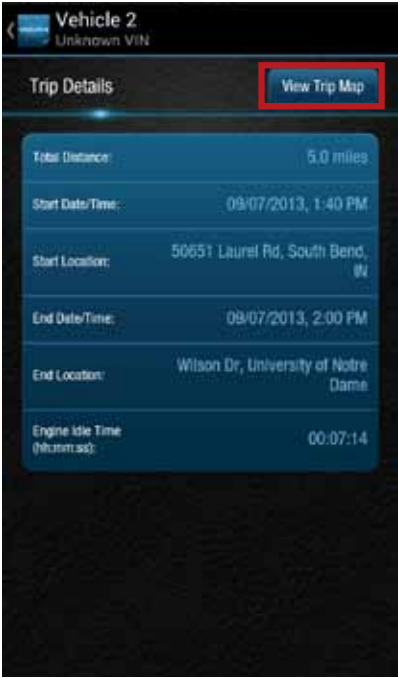 Vehicle 2
Unknown VIN
Trip Details
View Trip Map
Total Distance: 5.0 miles
Start Date/Time: 09/07/2013, 1:40 PM
Start Location: 50651 Laurel Rd, South Bend,
IN
End Date/Time: 09/07/2013, 2:00 PM
End Location: Wilson Dr, University of Notre
Dame
Engine Idle Time
(hh:mm:ss): 00:07:14